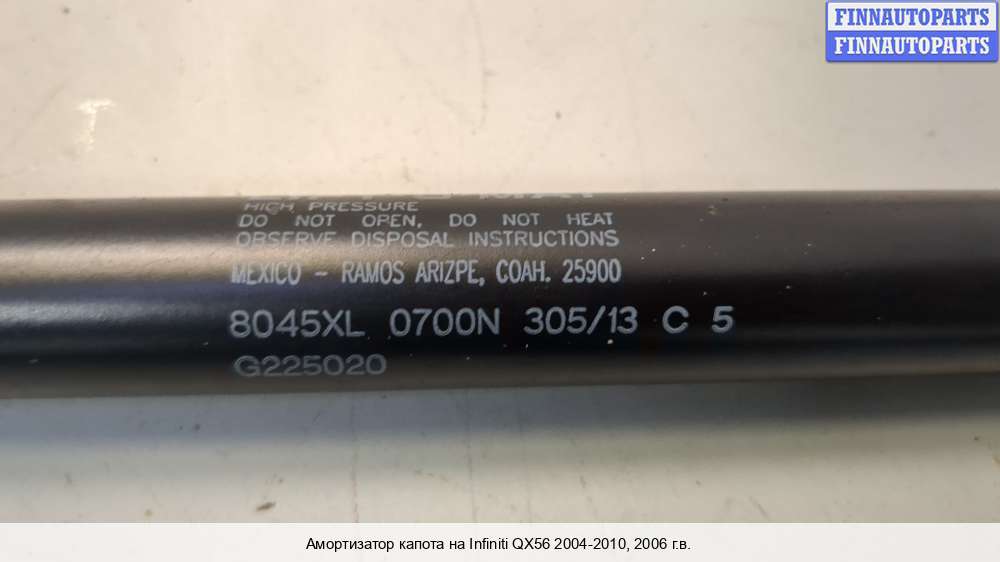 FINNAUTOPARTS
FINNAUTOPARTS
HIGH PRESSURE
DO NOT OPEN, DO NOT HEAT
OBSERVE DISPOSAL INSTRUCTIONS
MEXICO - RAMOS ARIZPE, COAH. 25900
8045XL 0700N 305/13 C 5
G225020
Амортизатор капота на Infiniti QX56 2004-2010, 2006 г.в.